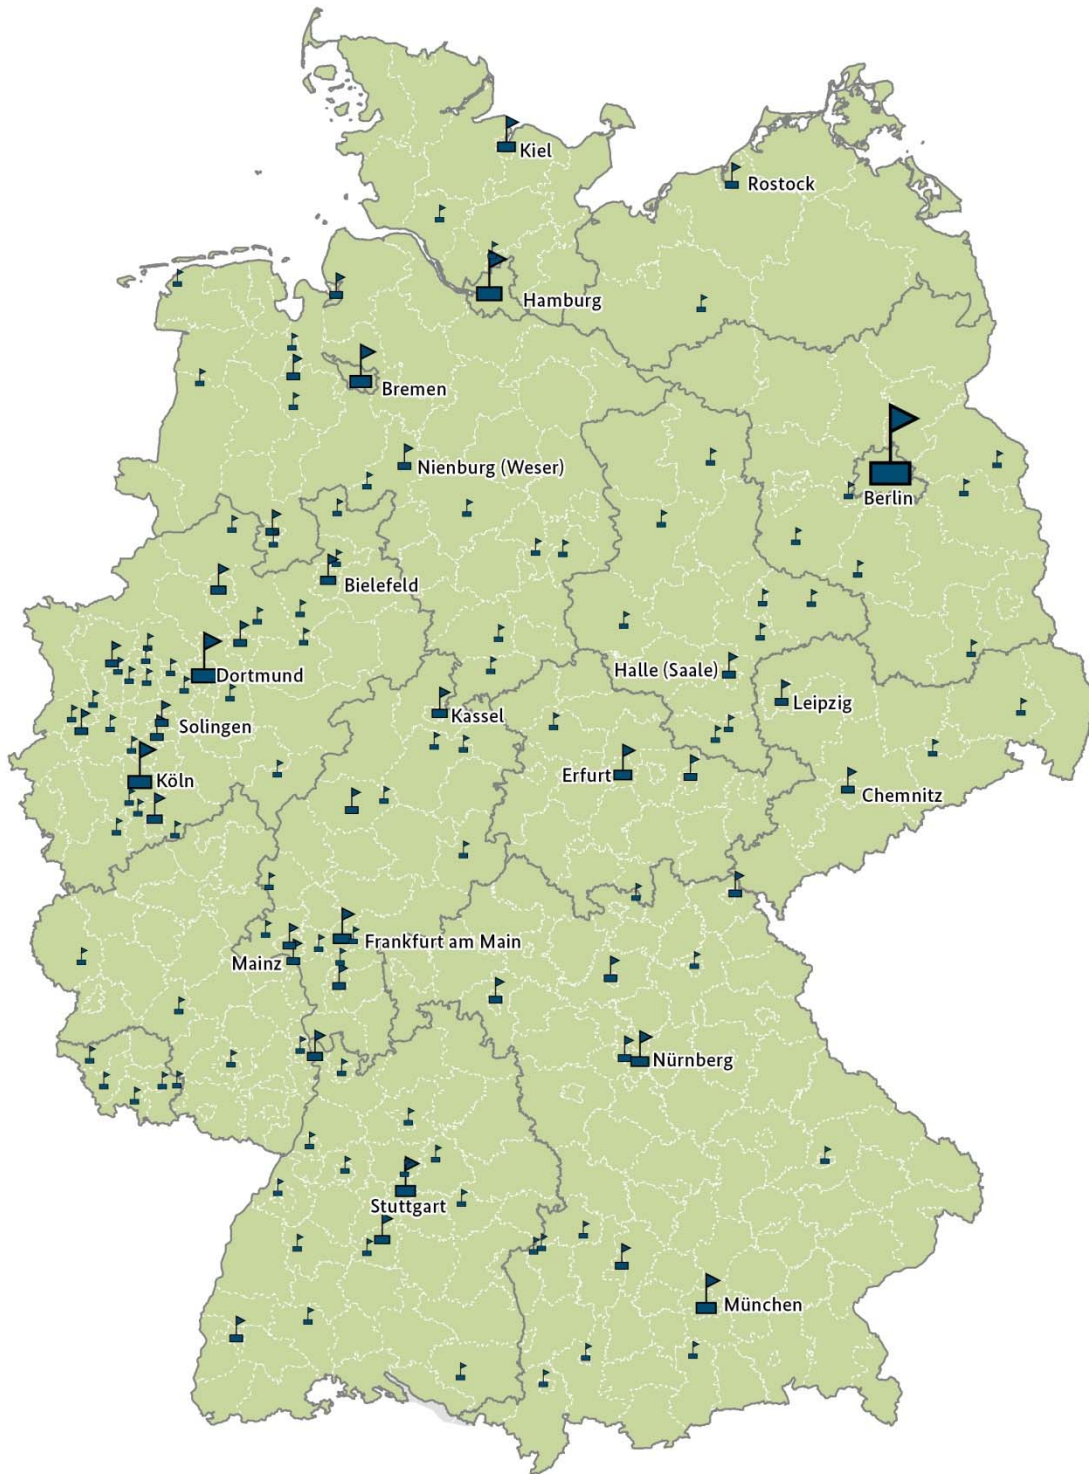 Kiel
Rostock
Hamburg
Bremen
Nienburg (Weser)
Berlin
Bielefeld
Dortmund
Halle (Saale)
Leipzig
Kassel
Solingen
Erfurt
Köln
Chemnitz
Frankfurt am Main
Mainz
Nürnberg
Stuttgart
München